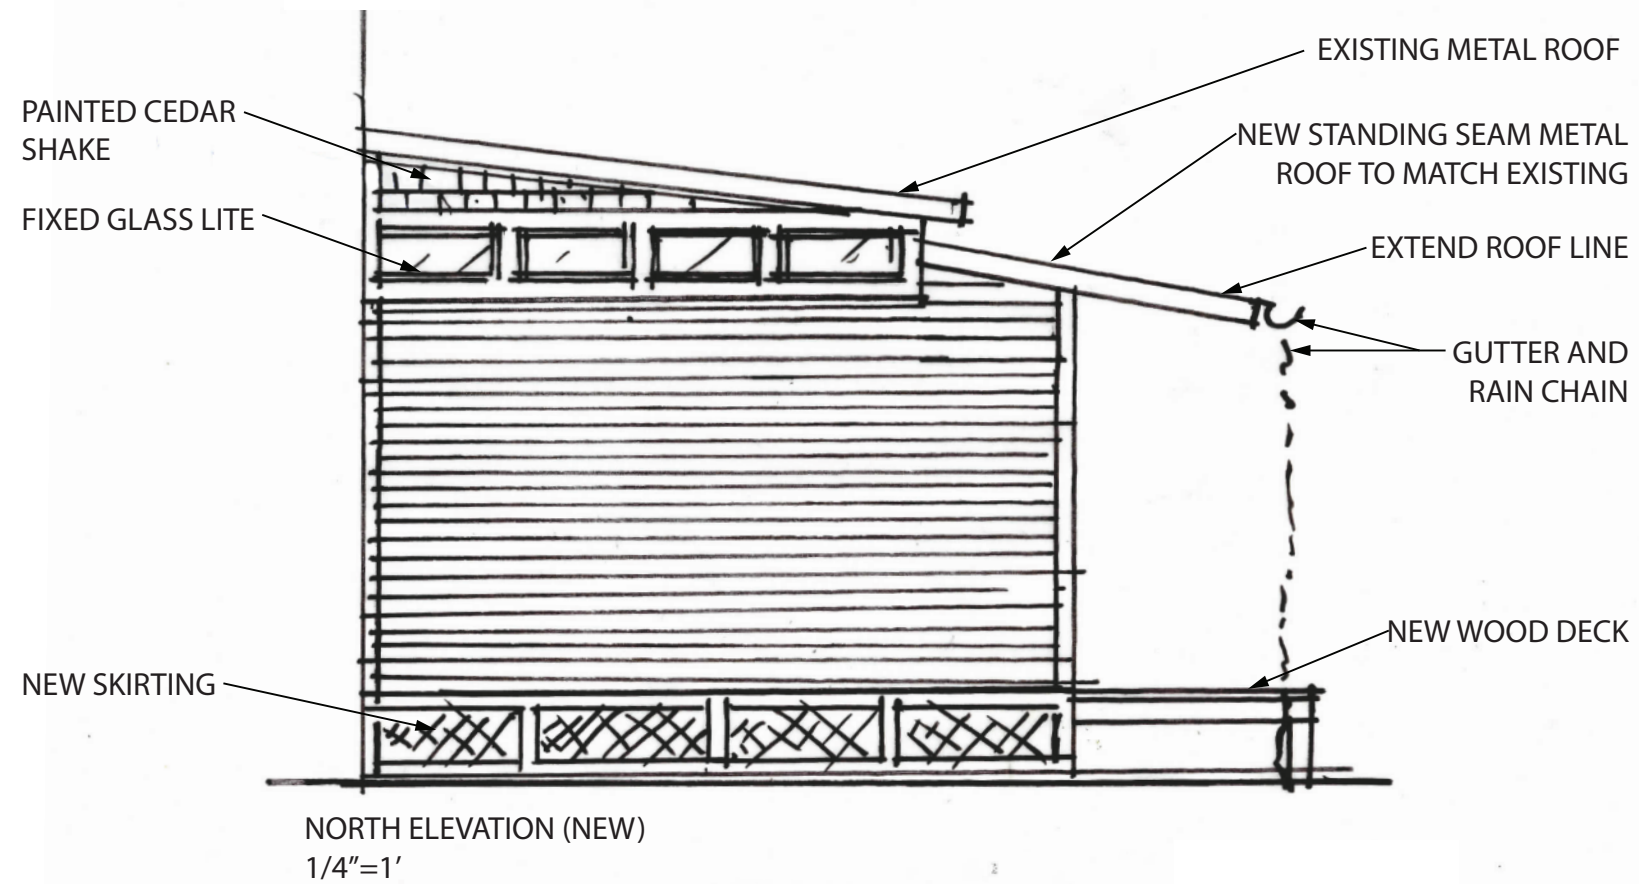 EXISTING METAL ROOF
PAINTED CEDAR
SHAKE
NEW STANDING SEAM METAL
ROOF TO MATCH EXISTING
FIXED GLASS LITE
EXTEND ROOF LINE
GUTTER AND
RAIN CHAIN
NEW WOOD DECK
NEW SKIRTING
NORTH ELEVATION (NEW)
1/4”=1’